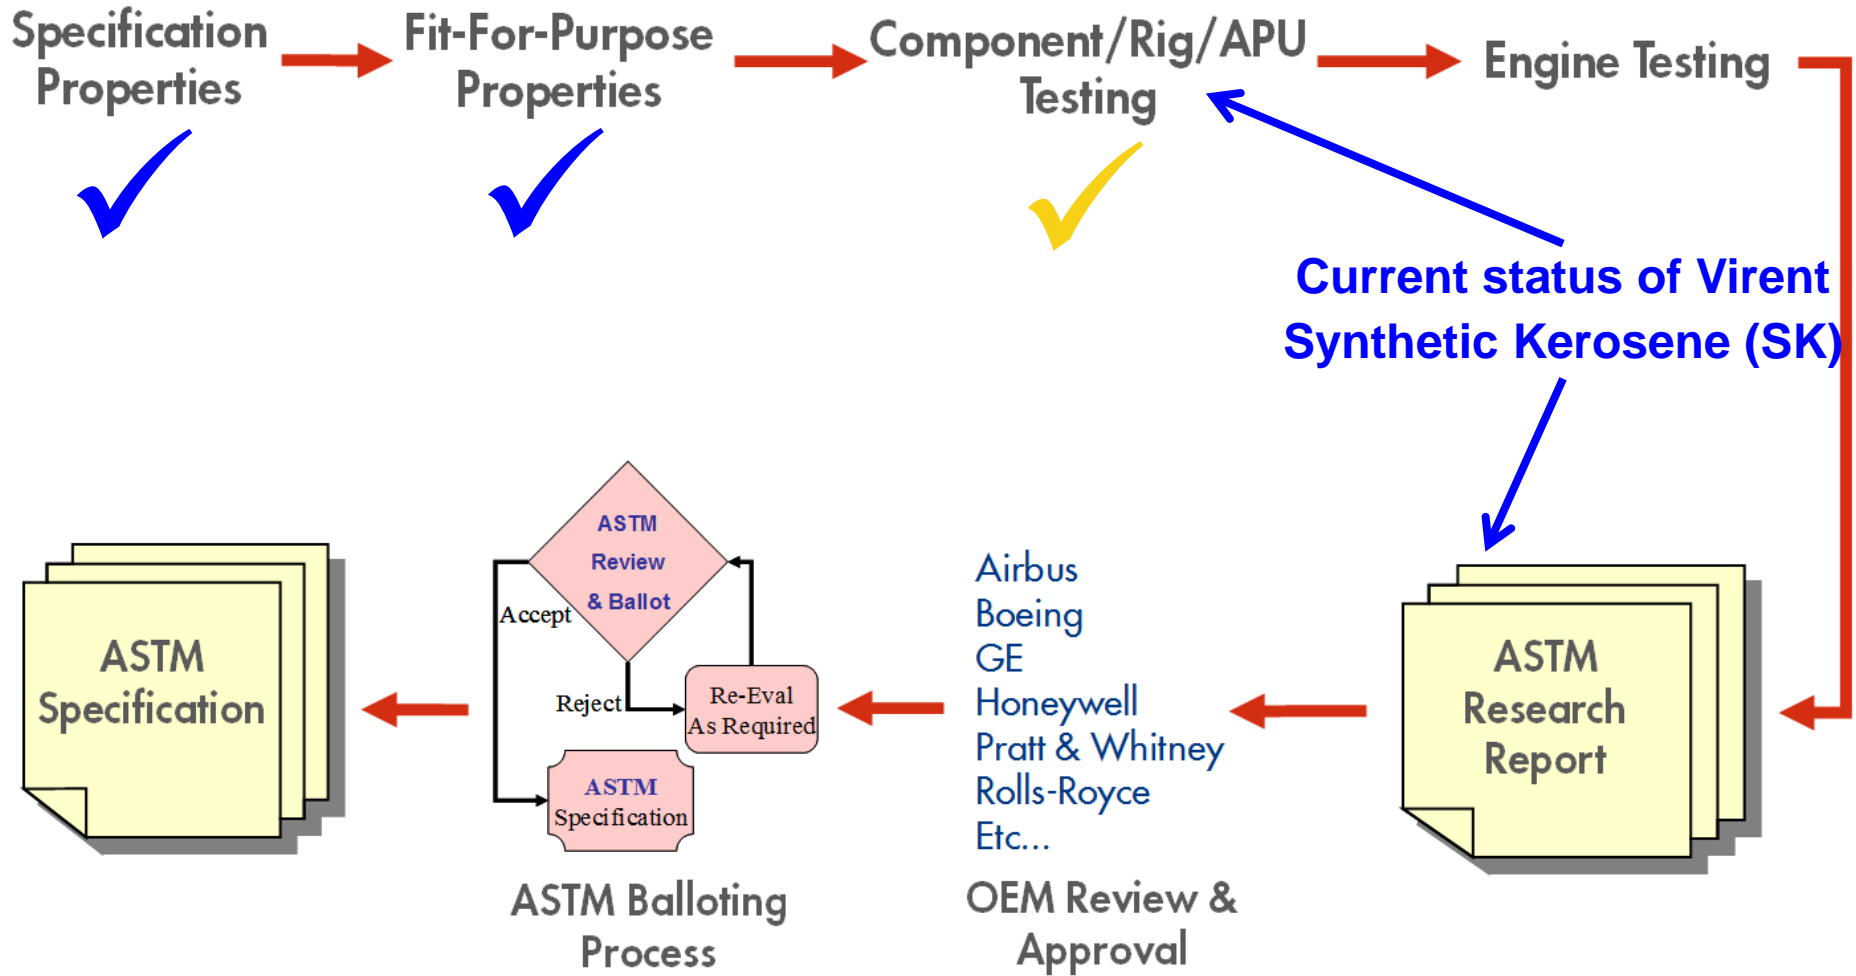 Specification
Properties
Fit-For-Purpose
Properties
Component/Rig/APU
Testing
Engine Testing
Current status of Virent
Synthetic Kerosene (SK)
ASTM
Specification
ASTM
Review
& Ballot
Accept
Reject
Re-Eval
As Required
ASTM
Specification
ASTM Balloting
Process
Airbus
Boeing
GE
Honeywell
Pratt & Whitney
Rolls-Royce
Etc...
OEM Review &
Approval
ASTM
Research
Report